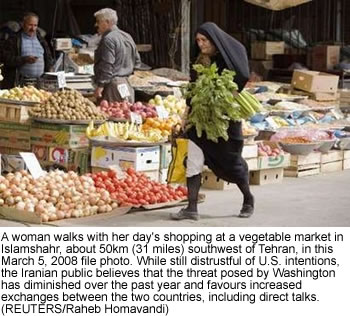 A woman walks with her day's shopping at a vegetable market in
Islamshahr, about 50km (31 miles) southwest of Tehran, in this
March 5, 2008 file photo. While still distrustful of U.S. intentions,
the Iranian public believes that the threat posed by Washington
has diminished over the past year and favours increased
exchanges between the two countries, including direct talks.
(REUTERS/Raheb Homavandi)